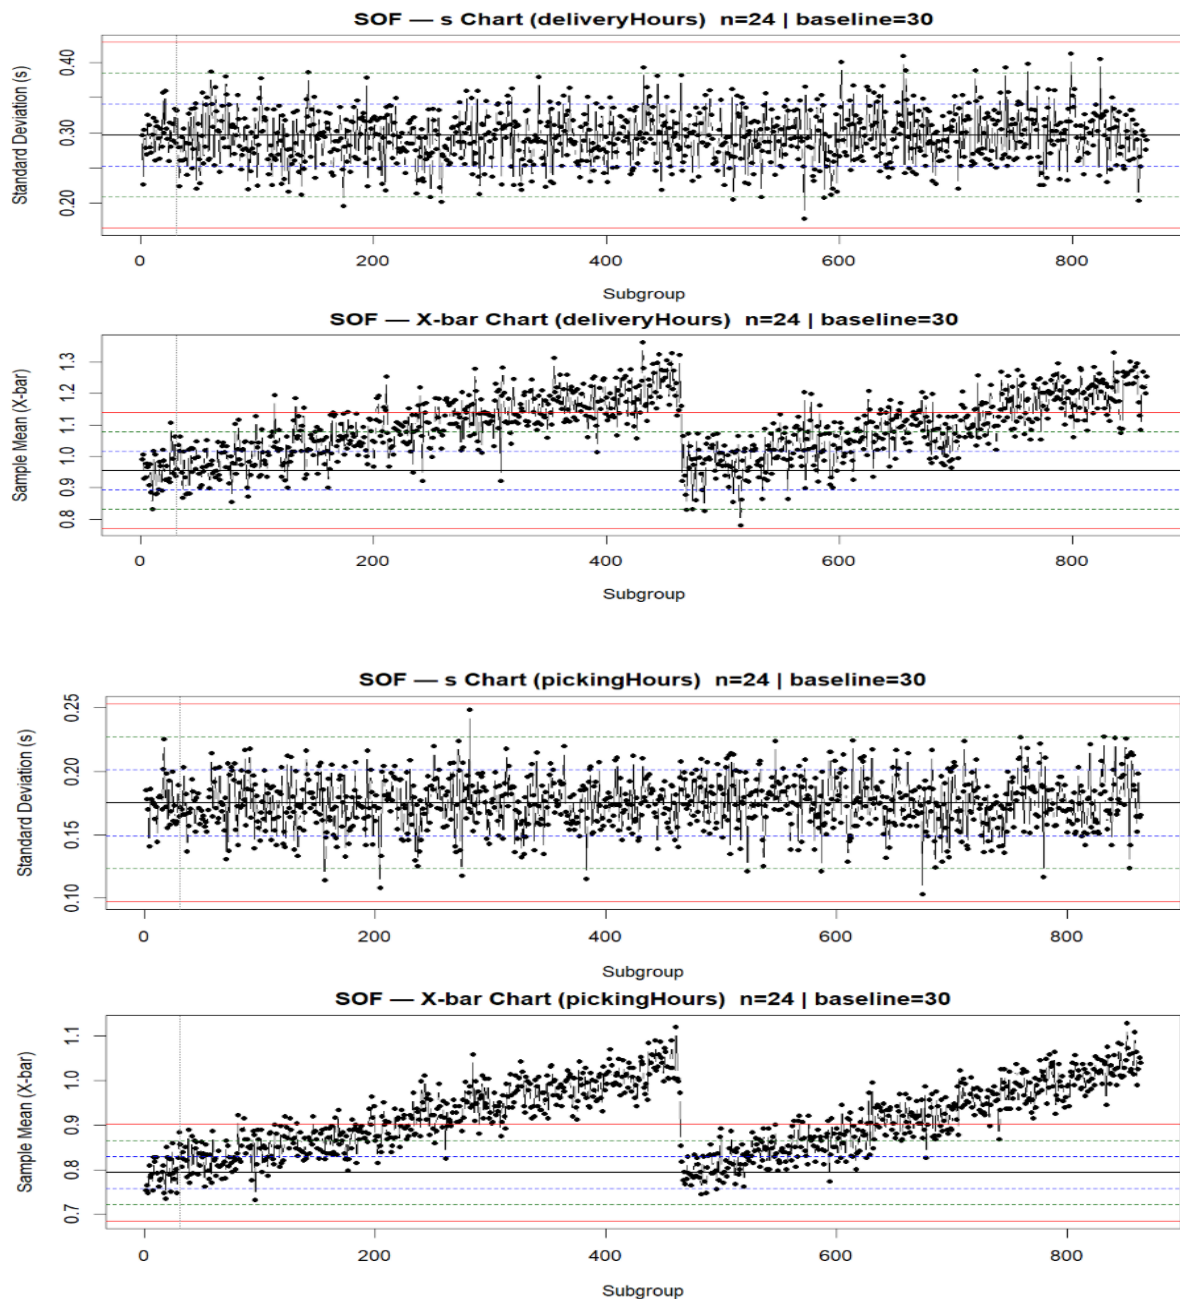 SOF — s Chart (deliveryHours) n=24 | baseline=30
Standard Deviation (s)
0.40
0.30
0.20
0 200 400 600 800
Subgroup
SOF — X-bar Chart (deliveryHours) n=24 | baseline=30
Sample Mean (X-bar)
1.3
1.2
1.1
1.0
0.9
0.8
0 200 400 600 800
Subgroup
SOF — s Chart (pickingHours) n=24 | baseline=30
Standard Deviation (s)
0.25
0.20
0.15
0.10
0 200 400 600 800
Subgroup
SOF — X-bar Chart (pickingHours) n=24 | baseline=30
Sample Mean (X-bar)
1.1
1.0
0.9
0.8
0.7
0 200 400 600 800
Subgroup